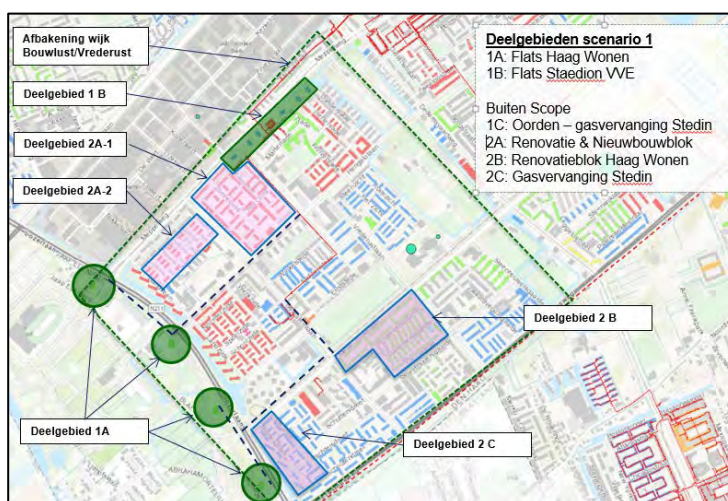 Afbakening wijk
Bouwlust/Vrederust
Deelgebied 1 B
Deelgebied 2A-1
Deelgebied 2A-2
Deelgebied 1A
Deelgebied 2 B
Deelgebied 2 C
Deelgebieden scenario 1
1A: Flats Haag Wonen
1B: Flats Staedion VVE
Buiten Scope
1C: Oorden – gasvervanging Stedin
2A: Renovatie & Nieuwbouwblok
2B: Renovatieblok Haag Wonen
2C: Gasvervanging Stedin